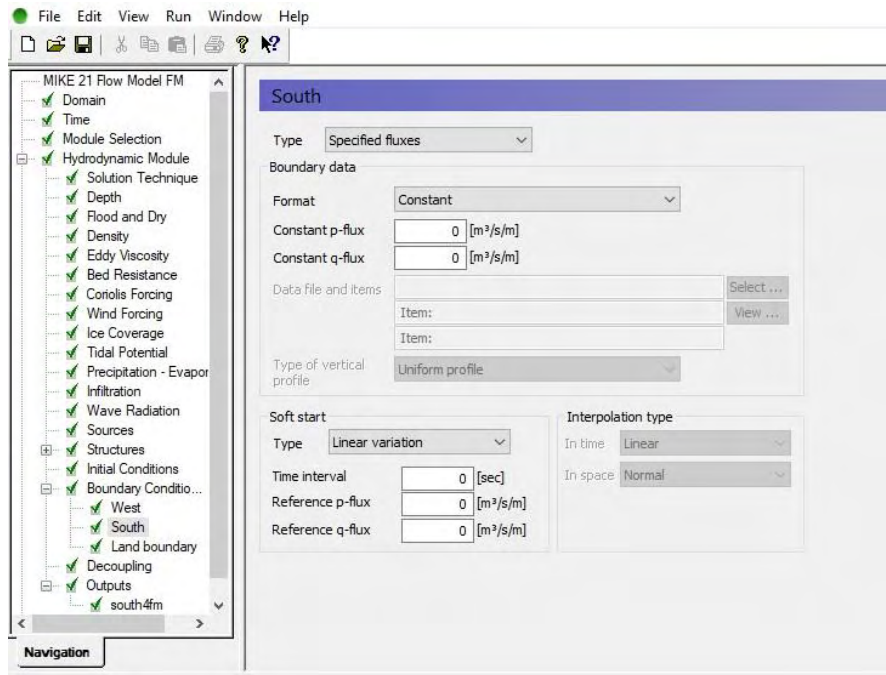 File Edit View Run Window Help
MIKE 21 Flow Model FM
Domain
Time
Module Selection
Hydrodynamic Module
Solution Technique
Depth
Flood and Dry
Density
Eddy Viscosity
Bed Resistance
Coriolis Forcing
Wind Forcing
Ice Coverage
Tidal Potential
Precipitation - Evapor
Infiltration
Wave Radiation
Sources
Structures
Initial Conditions
Boundary Conditio...
West
South
Land boundary
Decoupling
Outputs
south4fm
Navigation
South
Type Specified fluxes
Boundary data
Format Constant
Constant p-flux 0 [m³/s/m]
Constant q-flux 0 [m³/s/m]
Data file and items Select ...
Item: View ...
Item:
Type of vertical
profile Uniform profile
Soft start
Type Linear variation
Time interval 0 [sec]
Reference p-flux 0 [m³/s/m]
Reference q-flux 0 [m³/s/m]
Interpolation type
In time Linear
In space Normal